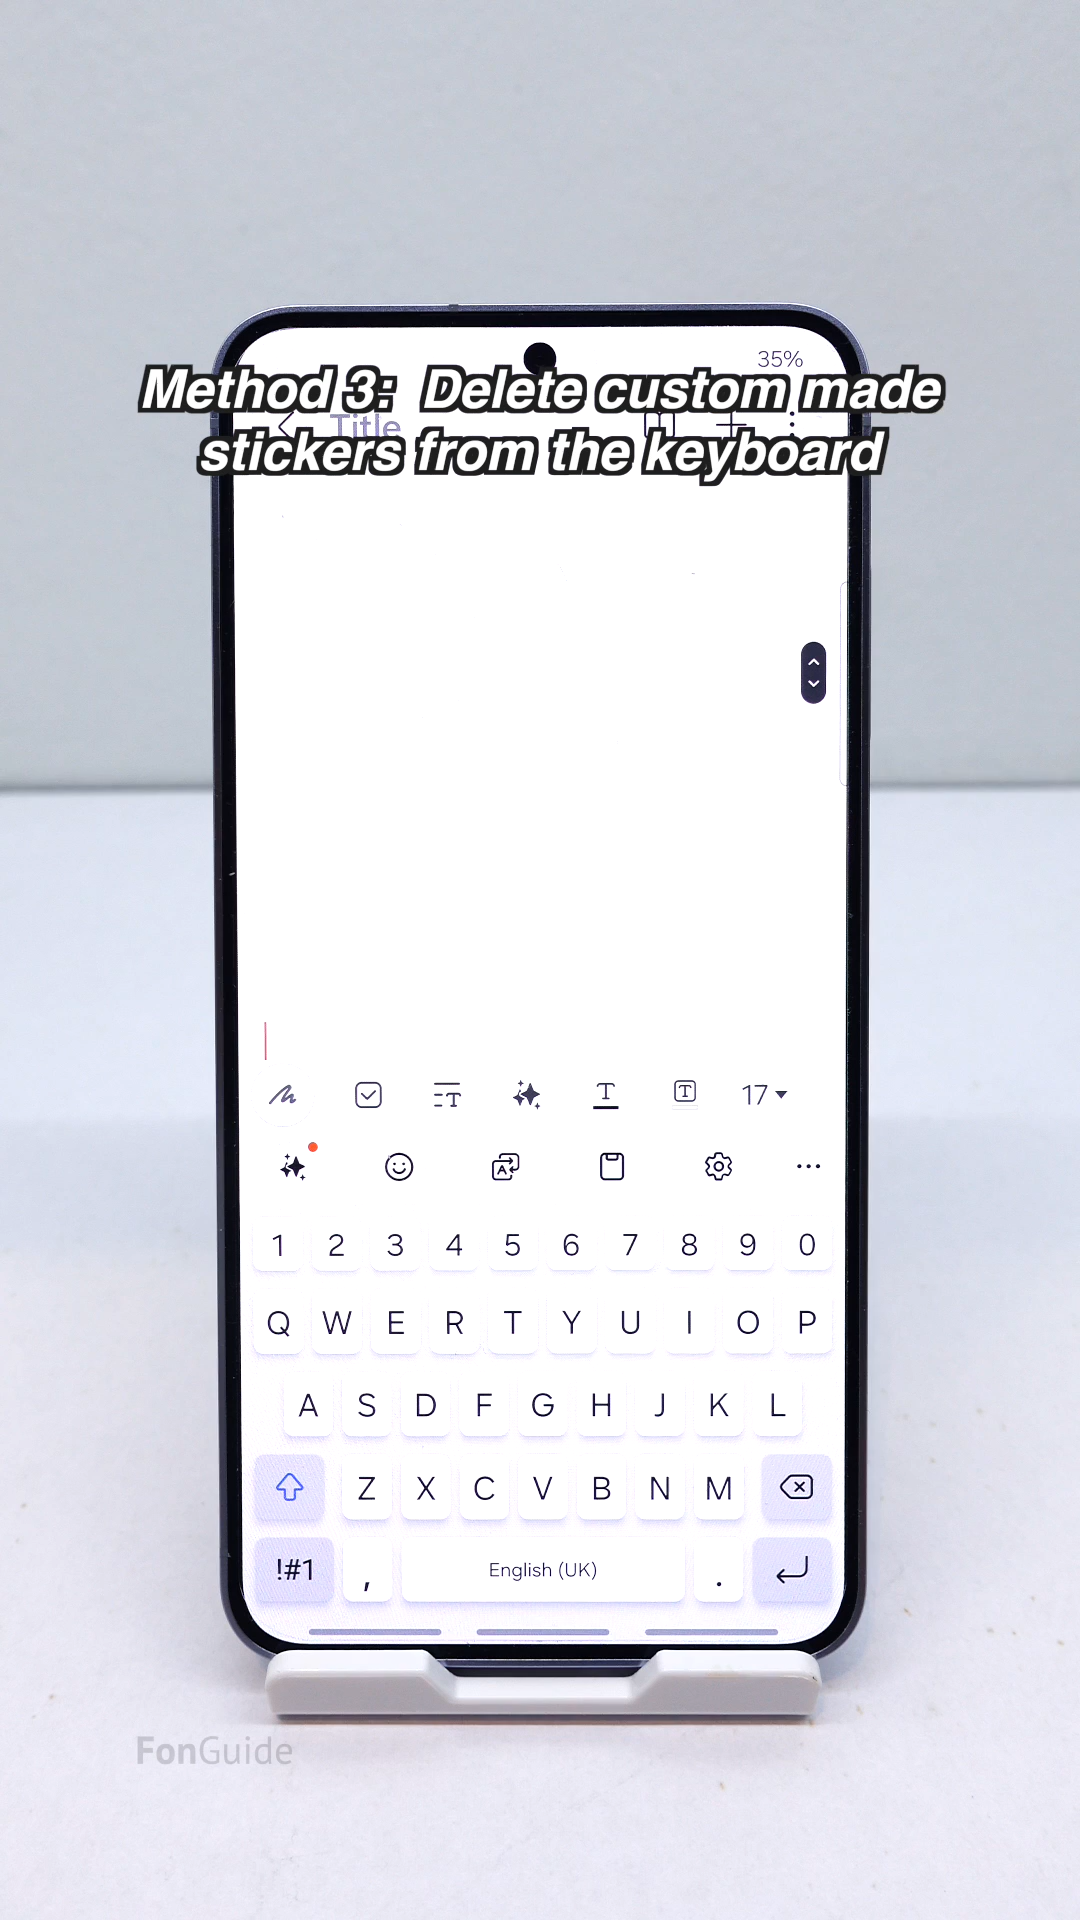 35%
Method 3: Delete custom made
Title
stickers from the keyboard
17
1 2 3 4 5 6 7 8 9 0
Q W E R T Y U I O P
A S D F G H J K L
Z X C V B N M
!#1 , English (UK) .
FonGuide